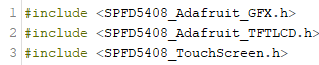 1 #include <SPFD5408_Adafruit_GFX.h>
2 #include <SPFD5408_Adafruit_TFTLCD.h>
3 #include <SPFD5408_TouchScreen.h>